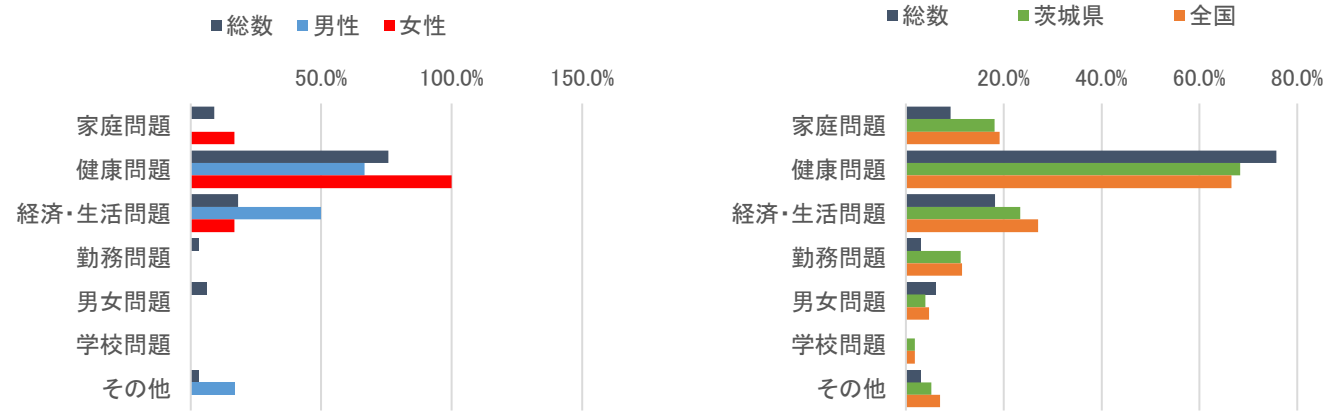 総数 男性 女性
50.0% 100.0% 150.0%
家庭問題
健康問題
経済・生活問題
勤務問題
男女問題
学校問題
その他
総数 茨城県 全国
20.0% 40.0% 60.0% 80.0%
家庭問題
健康問題
経済・生活問題
勤務問題
男女問題
学校問題
その他